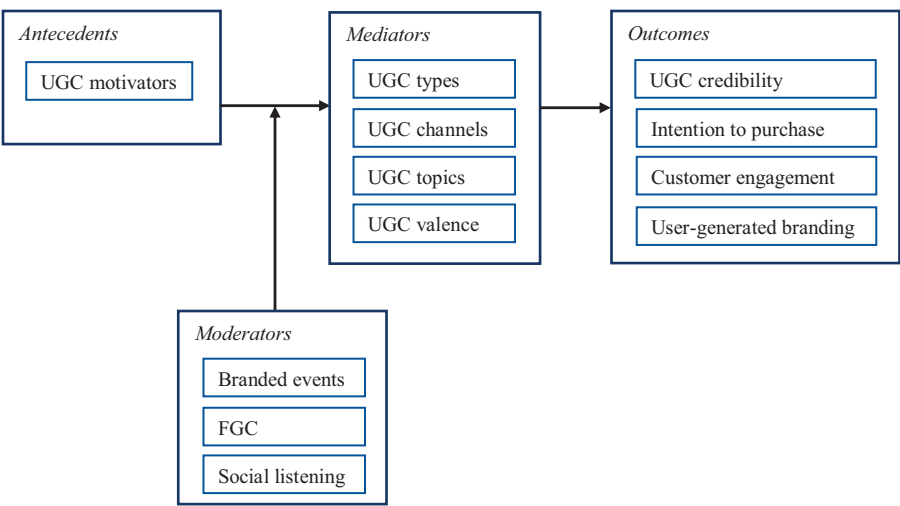 Antecedents
UGC motivators
Mediators
UGC types
UGC channels
UGC topics
UGC valence
Outcomes
UGC credibility
Intention to purchase
Customer engagement
User-generated branding
Moderators
Branded events
FGC
Social listening